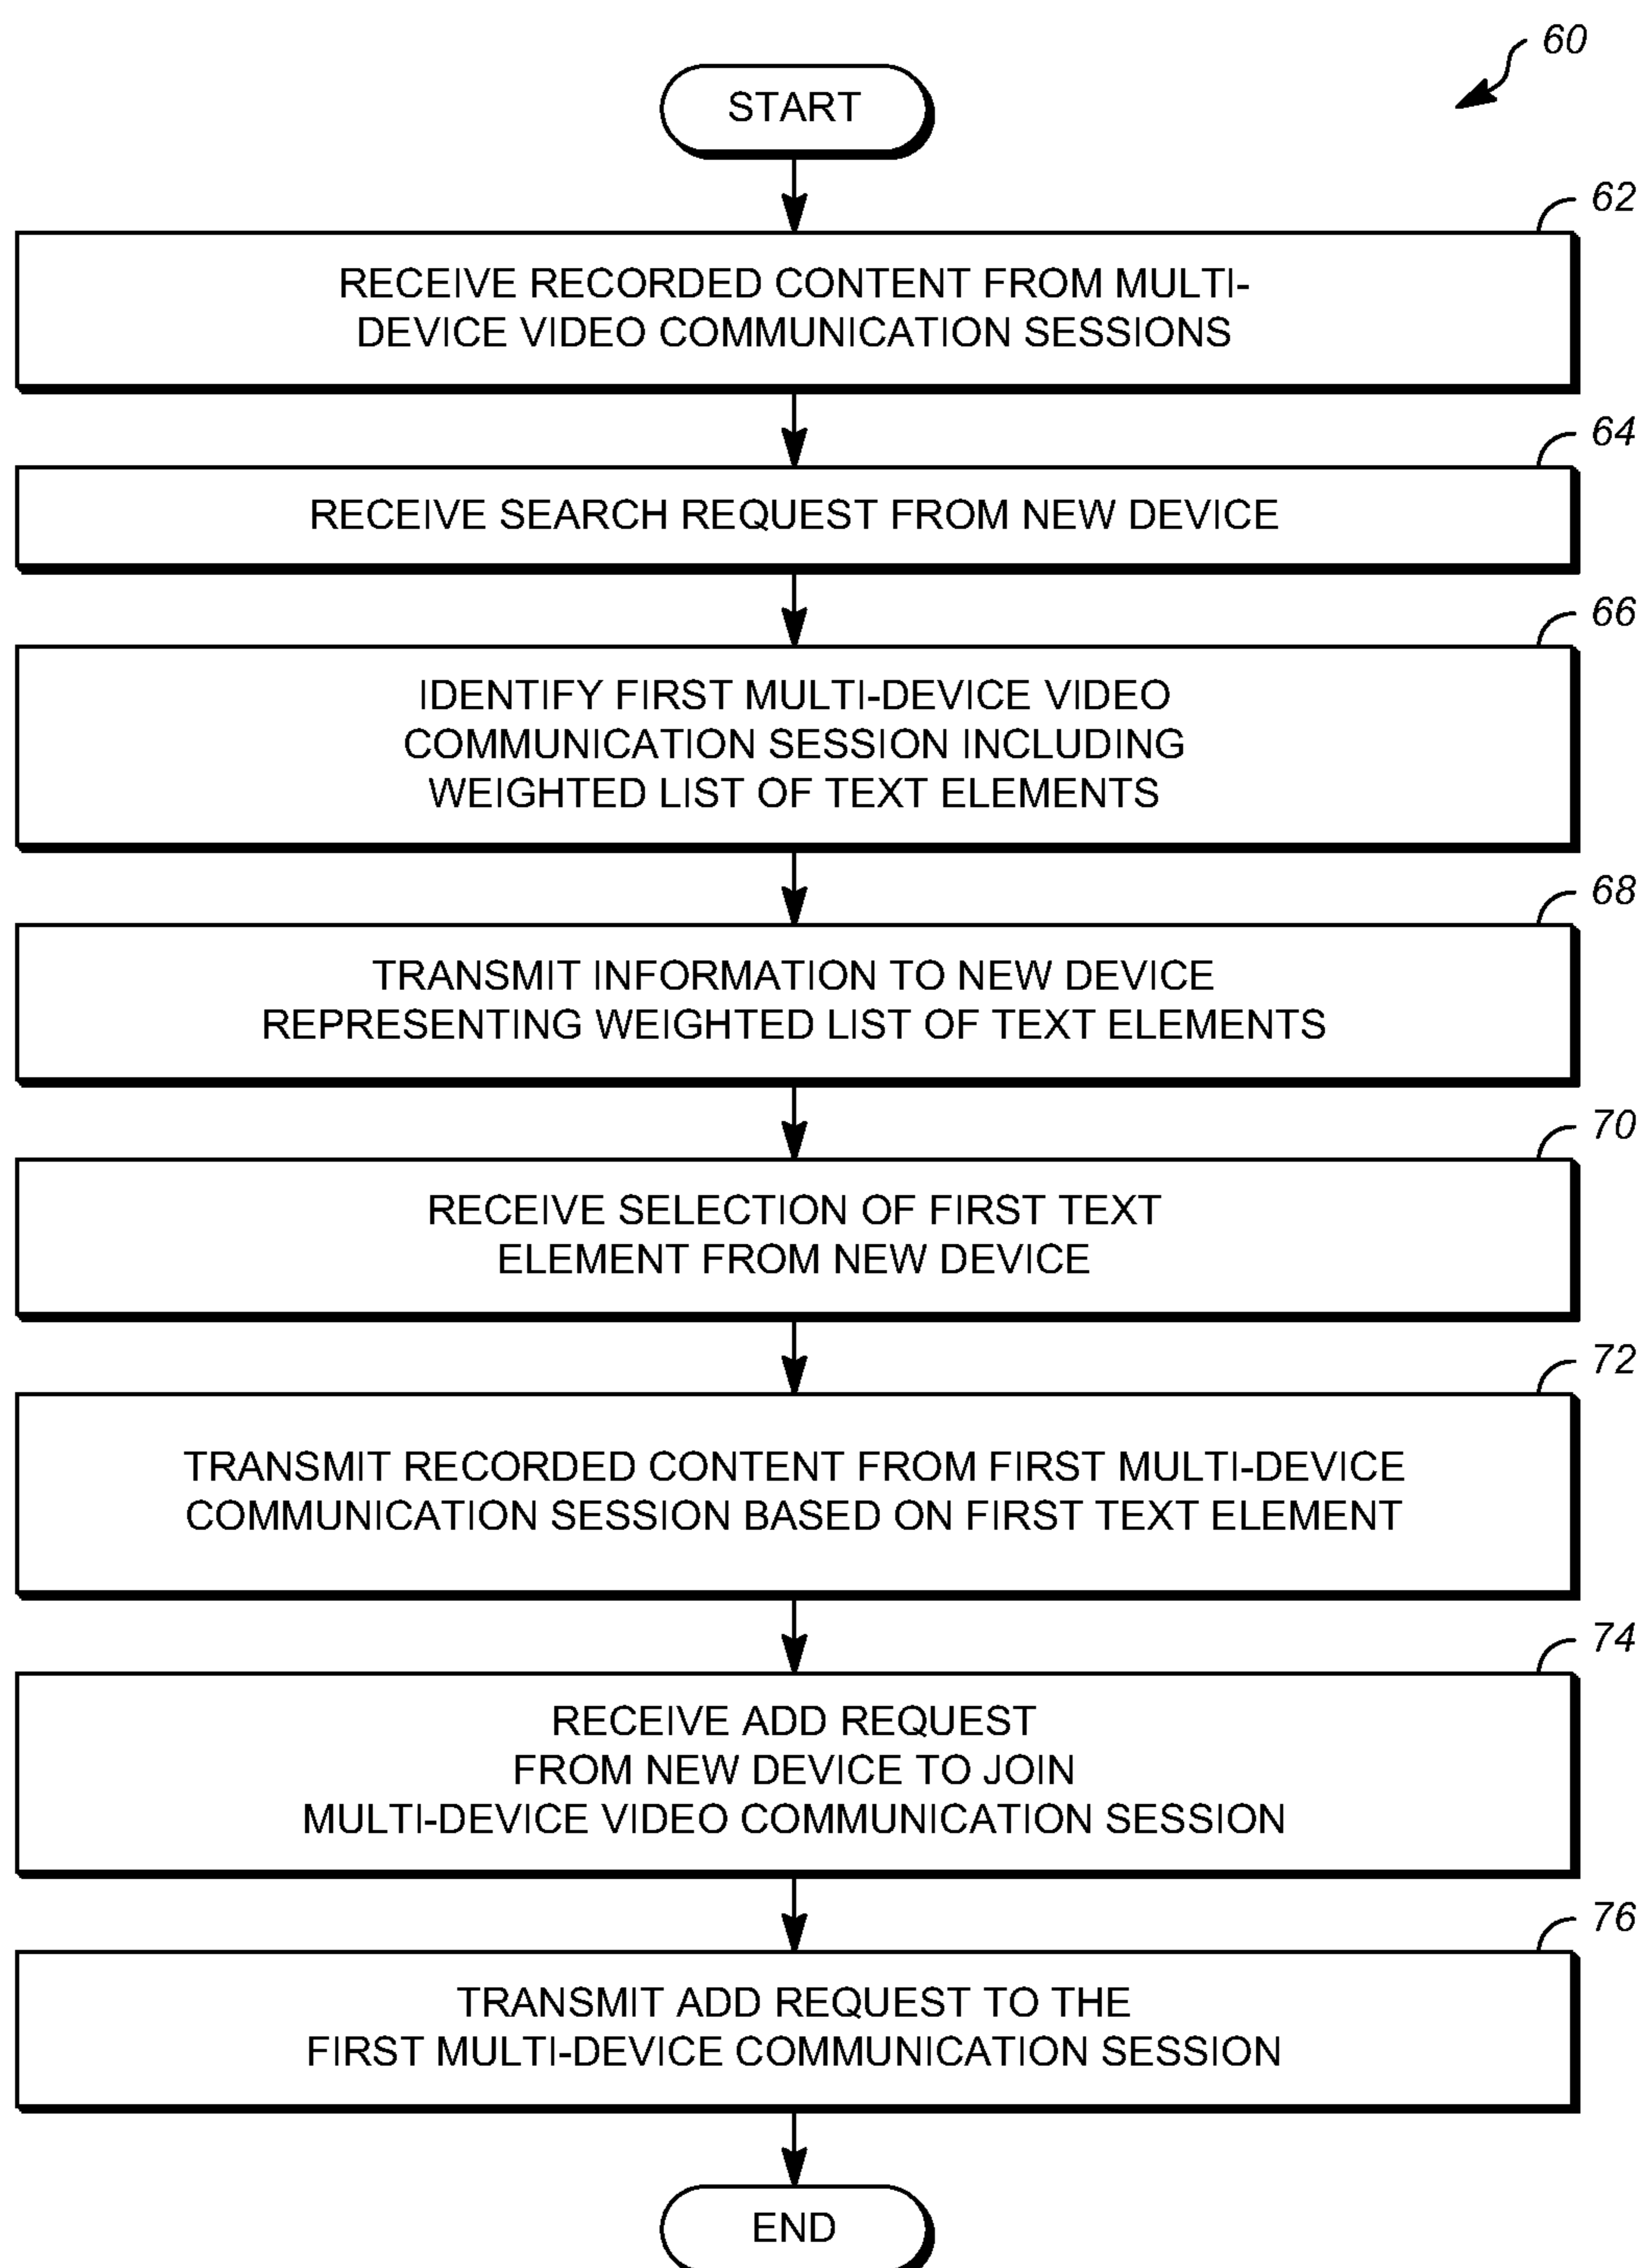 60
START
62
RECEIVE RECORDED CONTENT FROM MULTI-
DEVICE VIDEO COMMUNICATION SESSIONS
64
RECEIVE SEARCH REQUEST FROM NEW DEVICE
66
IDENTIFY FIRST MULTI-DEVICE VIDEO
COMMUNICATION SESSION INCLUDING
WEIGHTED LIST OF TEXT ELEMENTS
68
TRANSMIT INFORMATION TO NEW DEVICE
REPRESENTING WEIGHTED LIST OF TEXT ELEMENTS
70
RECEIVE SELECTION OF FIRST TEXT
ELEMENT FROM NEW DEVICE
72
TRANSMIT RECORDED CONTENT FROM FIRST MULTI-DEVICE
COMMUNICATION SESSION BASED ON FIRST TEXT ELEMENT
74
RECEIVE ADD REQUEST
FROM NEW DEVICE TO JOIN
MULTI-DEVICE VIDEO COMMUNICATION SESSION
76
TRANSMIT ADD REQUEST TO THE
FIRST MULTI-DEVICE COMMUNICATION SESSION
END